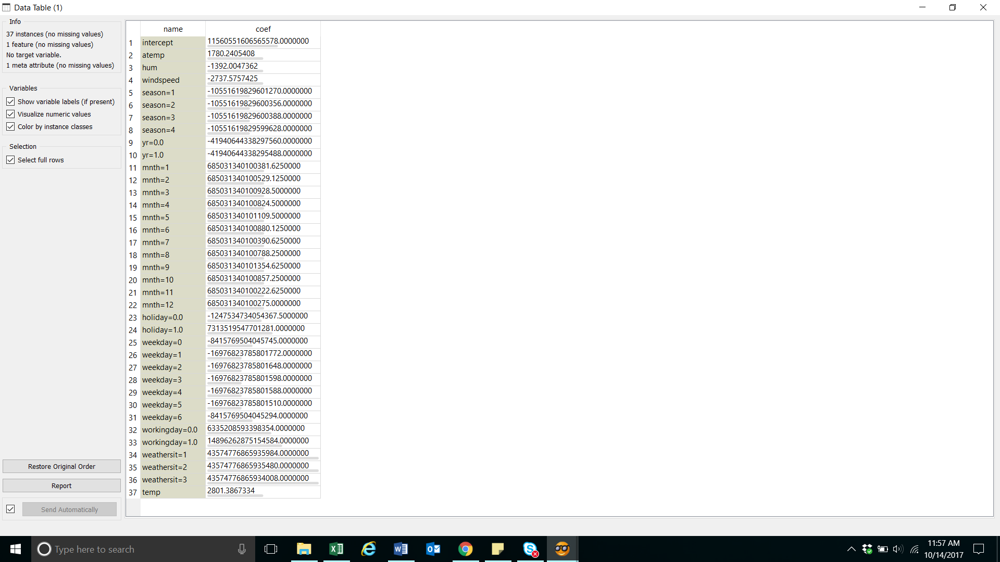 Data Table (1)
Info
37 instances (no missing values)
1 feature (no missing values)
No target variable.
1 meta attribute (no missing values)
Variables
Show variable labels (if present)
Visualize numeric values
Color by instance classes
Selection
Select full rows
Restore Original Order
Report
Send Automatically
name coef
1 intercept 11560551606565578.0000000
2 atemp 1780.2405408
3 hum -1392.0047362
4 windspeed -2737.5757425
5 season=1 -10551619829601270.0000000
6 season=2 -10551619829600356.0000000
7 season=3 -10551619829600388.0000000
8 season=4 -10551619829599628.0000000
9 yr=0.0 -41940644338297560.0000000
10 yr=1.0 -41940644338295488.0000000
11 mnth=1 685031340100381.6250000
12 mnth=2 685031340100529.1250000
13 mnth=3 685031340100928.5000000
14 mnth=4 685031340100824.5000000
15 mnth=5 685031340101109.5000000
16 mnth=6 685031340100880.1250000
17 mnth=7 685031340100390.6250000
18 mnth=8 685031340100788.2500000
19 mnth=9 685031340101354.6250000
20 mnth=10 685031340100857.2500000
21 mnth=11 685031340100222.6250000
22 mnth=12 685031340100275.0000000
23 holiday=0.0 -1247534734054367.5000000
24 holiday=1.0 7313519547701281.0000000
25 weekday=0 -8415769504045745.0000000
26 weekday=1 -16976823785801772.0000000
27 weekday=2 -16976823785801648.0000000
28 weekday=3 -16976823785801598.0000000
29 weekday=4 -16976823785801588.0000000
30 weekday=5 -16976823785801510.0000000
31 weekday=6 -8415769504045294.0000000
32 workingday=0.0 6335208593398354.0000000
33 workingday=1.0 14896262875154584.0000000
34 weathersit=1 43574776865935984.0000000
35 weathersit=2 43574776865935480.0000000
36 weathersit=3 43574776865934008.0000000
37 temp 2801.3867334
Type here to search
11:57 AM
10/14/2017